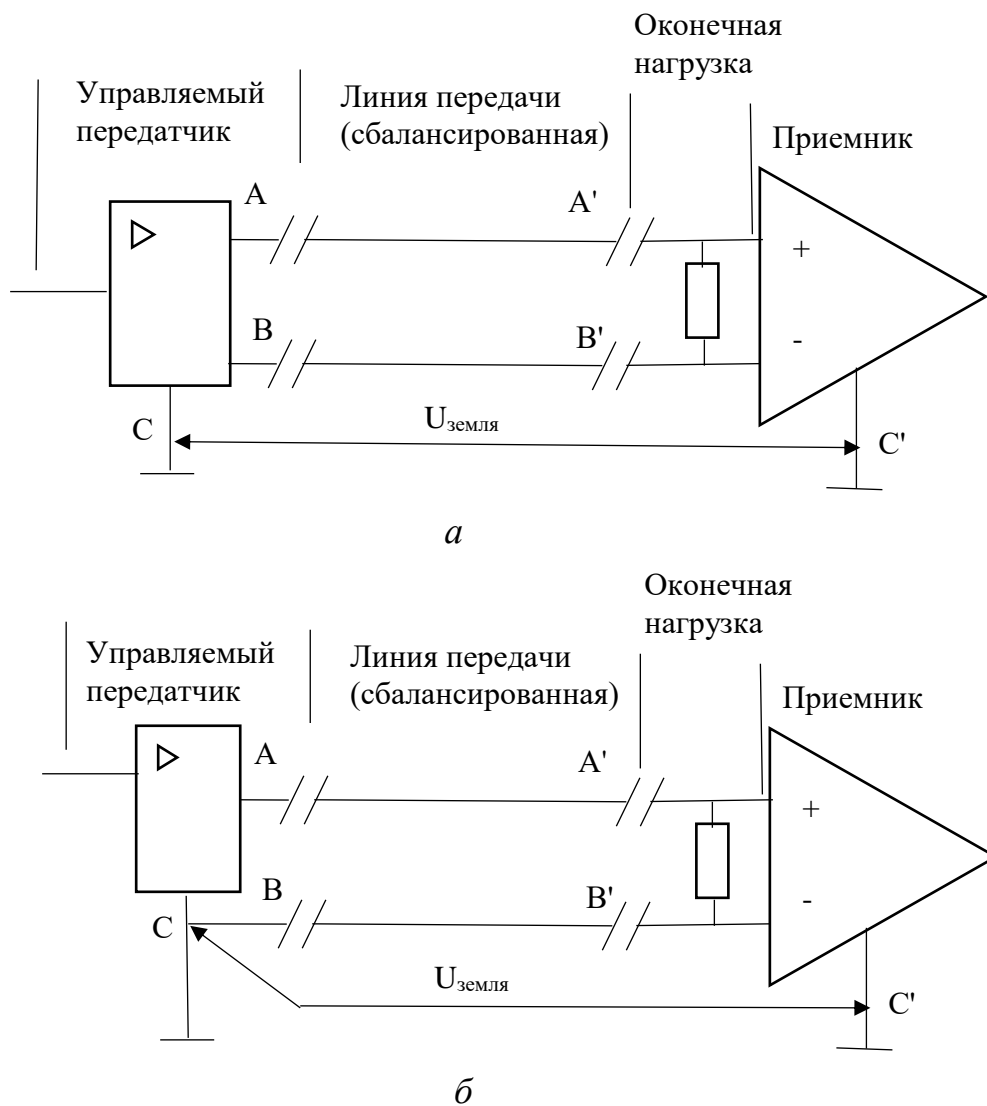 Оконечная
нагрузка
Управляемый
передатчик
Линия передачи
(сбалансированная)
Приемник
A
A'
+
B
B'
-
C
Uземля
C'
а
Оконечная
нагрузка
Управляемый
передатчик
Линия передачи
(сбалансированная)
Приемник
A
A'
+
B
B'
-
C
Uземля
C'
б